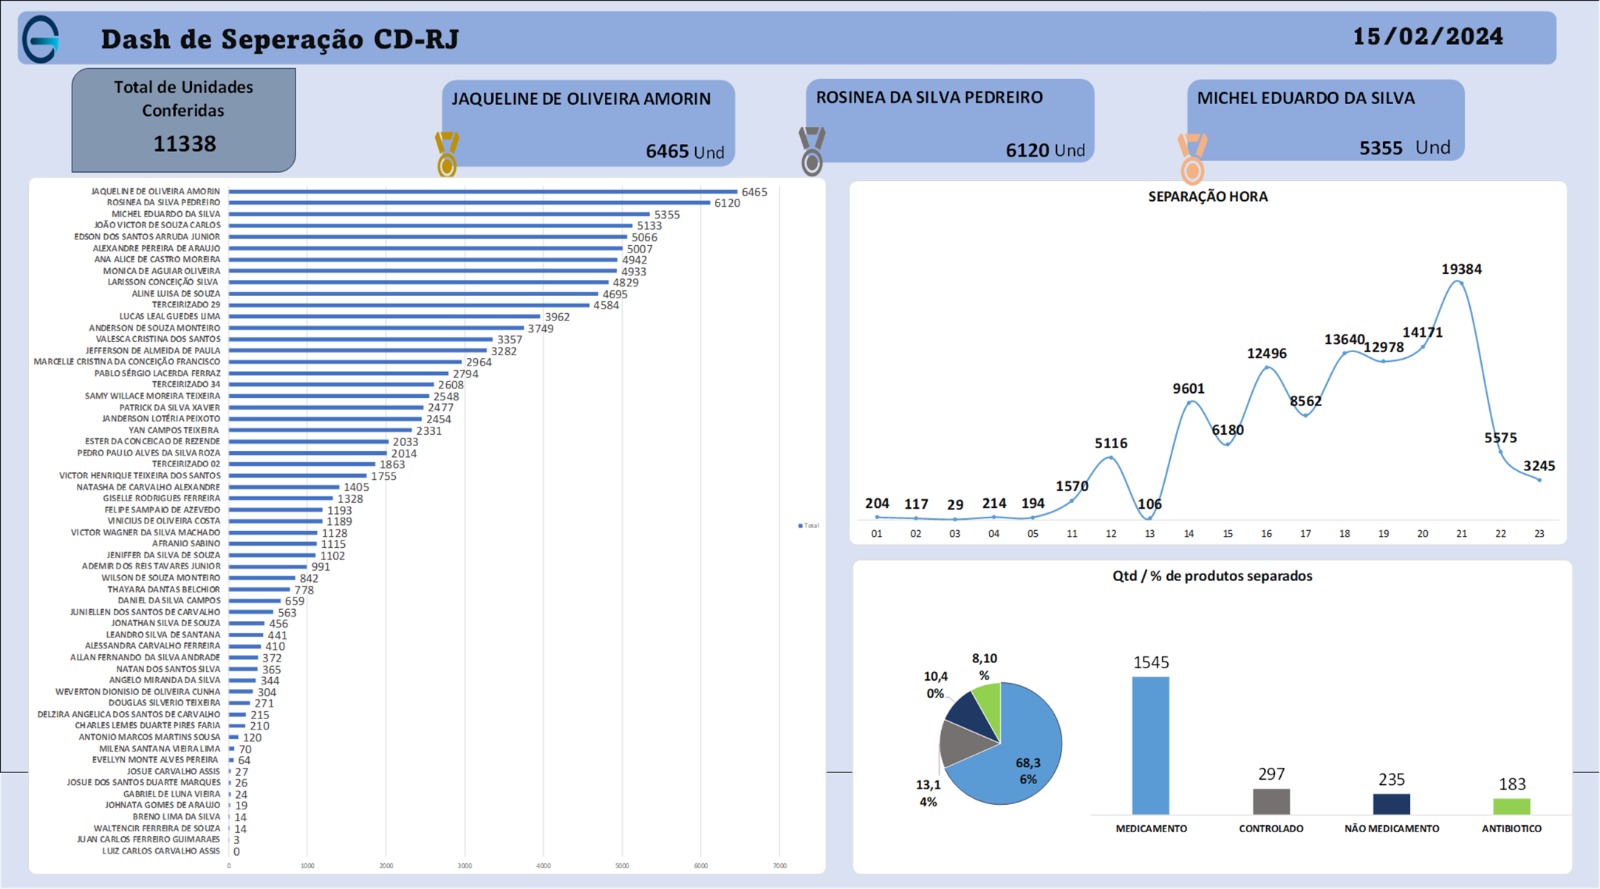 Dash de Seperação CD-RJ
15/02/2024
Total de Unidades
Conferidas
11338
JAQUELINE DE OLIVEIRA AMORIN
6465 Und
ROSINEA DA SILVA PEDREIRO
6120 Und
MICHEL EDUARDO DA SILVA
5355 Und
JAQUELINE DE OLIVEIRA AMORIN 6465
ROSINEA DA SILVA PEDREIRO 6120
MICHEL EDUARDO DA SILVA 5355
JOÃO VICTOR DE SOUZA CARLOS 5133
EDSON DOS SANTOS ARRUDA JUNIOR 5066
ALEXANDRE PEREIRA DE ARAUJO 5007
ANA ALICE DE CASTRO MOREIRA 4942
MONICA DE AGUIAR OLIVEIRA 4933
LARISSON CONCEIÇÃO SILVA 4829
ALINE LUISA DE SOUZA 4695
TERCEIRIZADO 29 4584
LUCAS LEAL GUEDES LIMA 3962
ANDERSON DE SOUZA MONTEIRO 3749
VALESCA CRISTINA DOS SANTOS 3357
JEFFERSON DE ALMEIDA DE PAULA 3282
MARCELLE CRISTINA DA CONCEIÇÃO FRANCISCO 2964
PABLO SÉRGIO LACERDA FERRAZ 2794
TERCEIRIZADO 34 2608
SAMY WILLACE MOREIRA TEIXEIRA 2548
PATRICK DA SILVA XAVIER 2477
JANDERSON LOTÉRIA PEIXOTO 2454
YAN CAMPOS TEIXEIRA 2331
ESTER DA CONCEICAO DE REZENDE 2033
PEDRO PAULO ALVES DA SILVA ROZA 2014
TERCEIRIZADO 02 1863
VICTOR HENRIQUE TEIXEIRA DOS SANTOS 1755
NATASHA DE CARVALHO ALEXANDRE 1405
GISELLE RODRIGUES FERREIRA 1328
FELIPE SAMPAIO DE AZEVEDO 1193
VINICIUS DE OLIVEIRA COSTA 1189
VICTOR WAGNER DA SILVA MACHADO 1128
AFRANIO SABINO 1115
JENIFFER DA SILVA DE SOUZA 1102
ADEMIR DOS REIS TAVARES JUNIOR 991
WILSON DE SOUZA MONTEIRO 842
THAYARA DANTAS BELCHIOR 778
DANIEL DA SILVA CAMPOS 659
JUNIELLEN DOS SANTOS DE CARVALHO 563
JONATHAN SILVA DE SOUZA 456
LEANDRO SILVA DE SANTANA 441
ALESSANDRA CARVALHO FERREIRA 410
ALLAN FERNANDO DA SILVA ANDRADE 372
NATAN DOS SANTOS SILVA 365
ANGELO MIRANDA DA SILVA 344
WEVERTON DIONISIO DE OLIVEIRA CUNHA 304
DOUGLAS SILVERIO TEIXEIRA 271
DELZIRA ANGELICA DOS SANTOS DE CARVALHO 215
CHARLES LEMES DUARTE PIRES FARIA 210
ANTONIO MARCOS MARTINS SOUSA 120
MILENA SANTANA VIEIRA LIMA 70
EVELLYN MONTE ALVES PEREIRA 64
JOSUE CARVALHO ASSIS 27
JOSUE DOS SANTOS DUARTE MARQUES 26
GABRIEL DE LUNA VIEIRA 24
JOHNATA GOMES DE ARAUJO 19
BRENO LIMA DA SILVA 14
WALTENCIR FERREIRA DE SOUZA 14
JUAN CARLOS FERREIRO GUIMARAES 3
LUIZ CARLOS CARVALHO ASSIS 0
0 1000 2000 3000 4000 5000 6000 7000
Total
SEPARAÇÃO HORA
204 117 29 214 194 1570 5116 106 9601 6180 12496 8562 13640 12978 14171 19384 5575 3245
01 02 03 04 05 11 12 13 14 15 16 17 18 19 20 21 22 23
Qtd / % de produtos separados
8,10
%
10,4
0%
13,1
4%
68,3
6%
1545 297 235 183
MEDICAMENTO CONTROLADO NÃO MEDICAMENTO ANTIBIOTICO